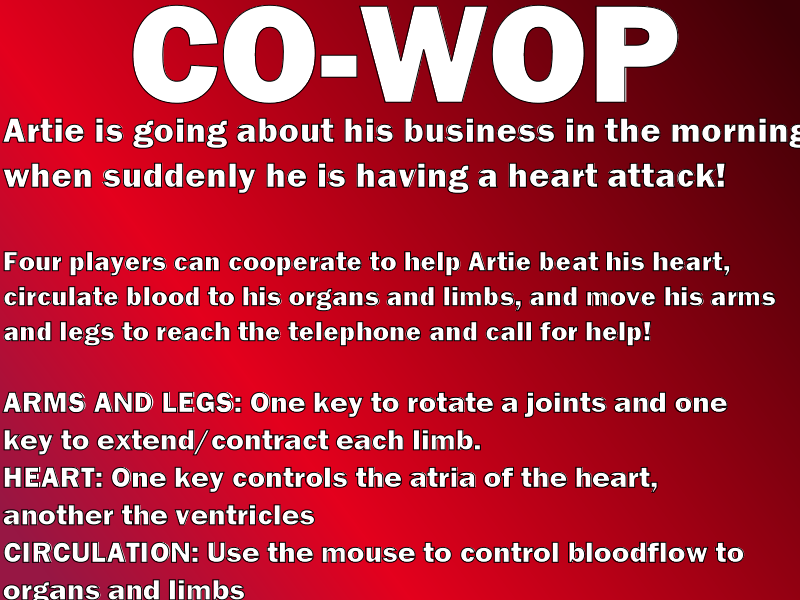 CO-WOP
Artie is going about his business in the morning
when suddenly he is having a heart attack!
Four players can cooperate to help Artie beat his heart,
circulate blood to his organs and limbs, and move his arms
and legs to reach the telephone and call for help!
ARMS AND LEGS: One key to rotate a joints and one
key to extend/contract each limb.
HEART: One key controls the atria of the heart,
another the ventricles
CIRCULATION: Use the mouse to control bloodflow to
organs and limbs